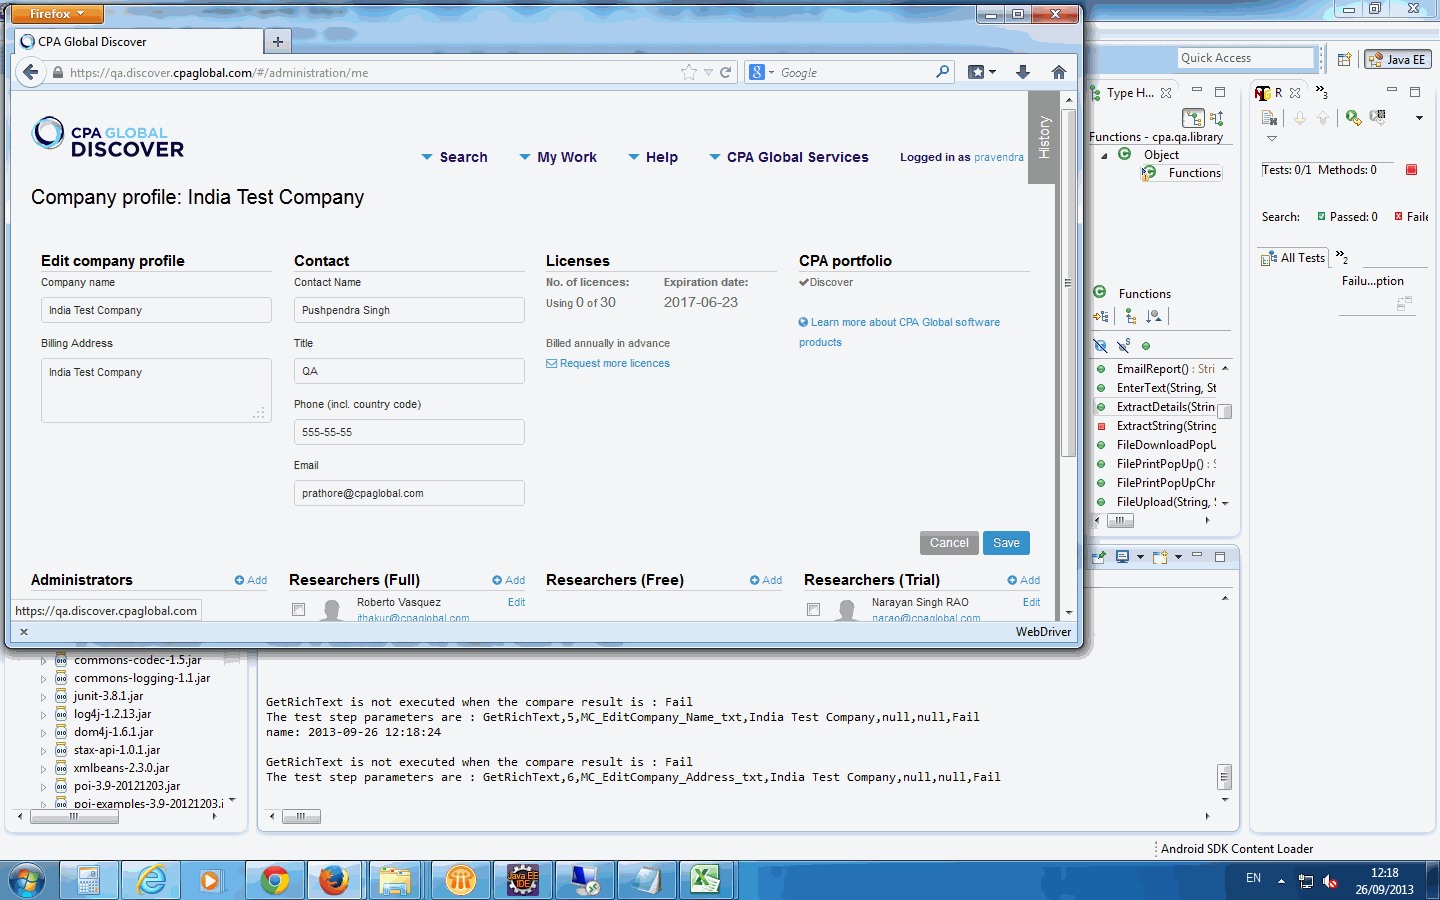 Firefox
CPA Global Discover
https://qa.discover.cpaglobal.com/#/administration/me
Google
History
CPA GLOBAL
DISCOVER
Search
My Work
Help
CPA Global Services
Logged in as pravendra
Company profile: India Test Company
Edit company profile
Company name
India Test Company
Billing Address
India Test Company
Contact
Contact Name
Pushpendra Singh
Title
QA
Phone (incl. country code)
555-55-55
Email
prathore@cpaglobal.com
Licenses
No. of licences:
Expiration date:
Using 0 of 30
2017-06-23
Billed annually in advance
Request more licences
CPA portfolio
Discover
Learn more about CPA Global software
products
Cancel
Save
Administrators
Add
Researchers (Full)
Add
Researchers (Free)
Add
Researchers (Trial)
Add
Roberto Vasquez
Edit
ithakur@cpaglobal.com
Narayan Singh RAO
Edit
narao@cpaglobal.com
https://qa.discover.cpaglobal.com
WebDriver
Quick Access
Java EE
Type H...
R
3
Functions - cpa.qa.library
Object
Functions
Tests: 0/1 Methods: 0
Search:
Passed: 0
Faile
All Tests
2
Failu...ption
Functions
EmailReport() : Stri
EnterText(String, St
ExtractDetails(Strin
ExtractString(String
FileDownloadPopU
FilePrintPopUp() : S
FilePrintPopUpChr
FileUpload(String, S
commons-codec-1.5.jar
commons-logging-1.1.jar
junit-3.8.1.jar
log4j-1.2.13.jar
dom4j-1.6.1.jar
stax-api-1.0.1.jar
xmlbeans-2.3.0.jar
poi-3.9-20121203.jar
poi-examples-3.9-20121203.j
GetRichText is not executed when the compare result is : Fail
The test step parameters are : GetRichText,5,MC_EditCompany_Name_txt,India Test Company,null,null,Fail
name: 2013-09-26 12:18:24
GetRichText is not executed when the compare result is : Fail
The test step parameters are : GetRichText,6,MC_EditCompany_Address_txt,India Test Company,null,null,Fail
Android SDK Content Loader
Java EE
IDE
EN
12:18
26/09/2013